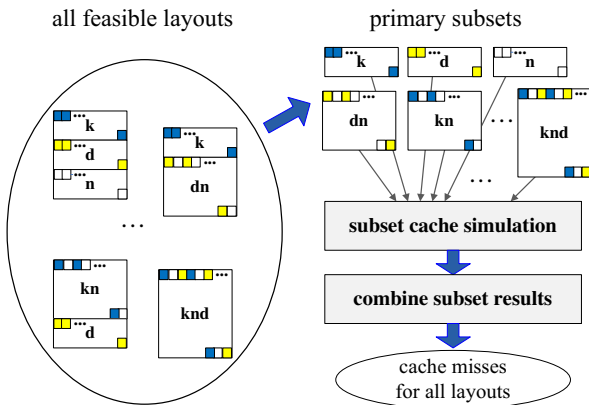 all feasible layouts
k
...
d
...
n
...
k
...
dn
...
...
kn
...
d
...
knd
...
primary subsets
k
...
d
...
n
...
dn
...
kn
...
knd
...
...
...
subset cache simulation
combine subset results
cache misses
for all layouts